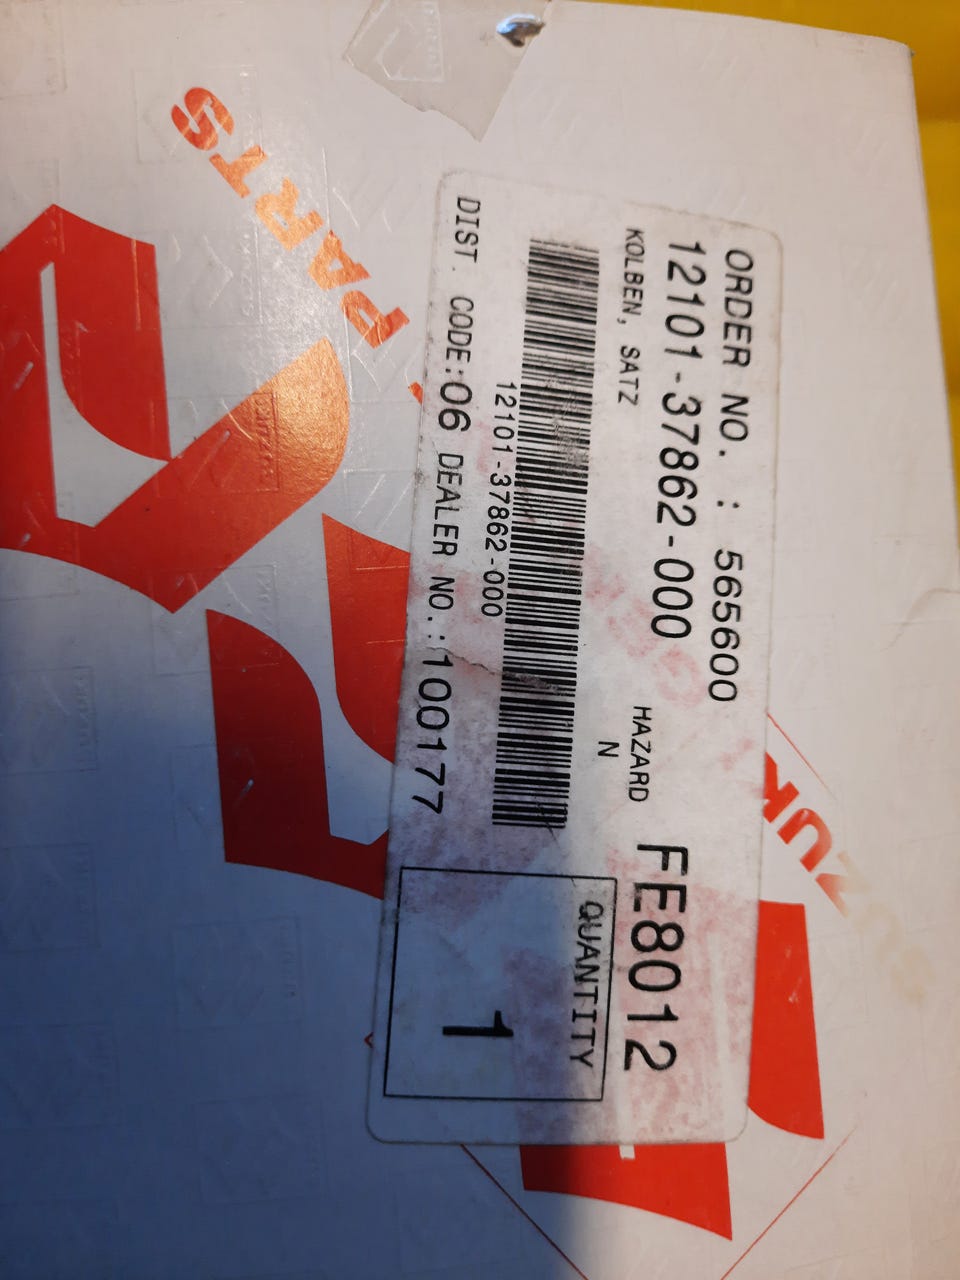 ORDER NO. : 565600
12101-37862-000
HAZARD
FE8012
KOLBEN, SATZ
N
QUANTITY
1
12101-37862-000
DIST. CODE:06 DEALER NO.:100177
PARTS